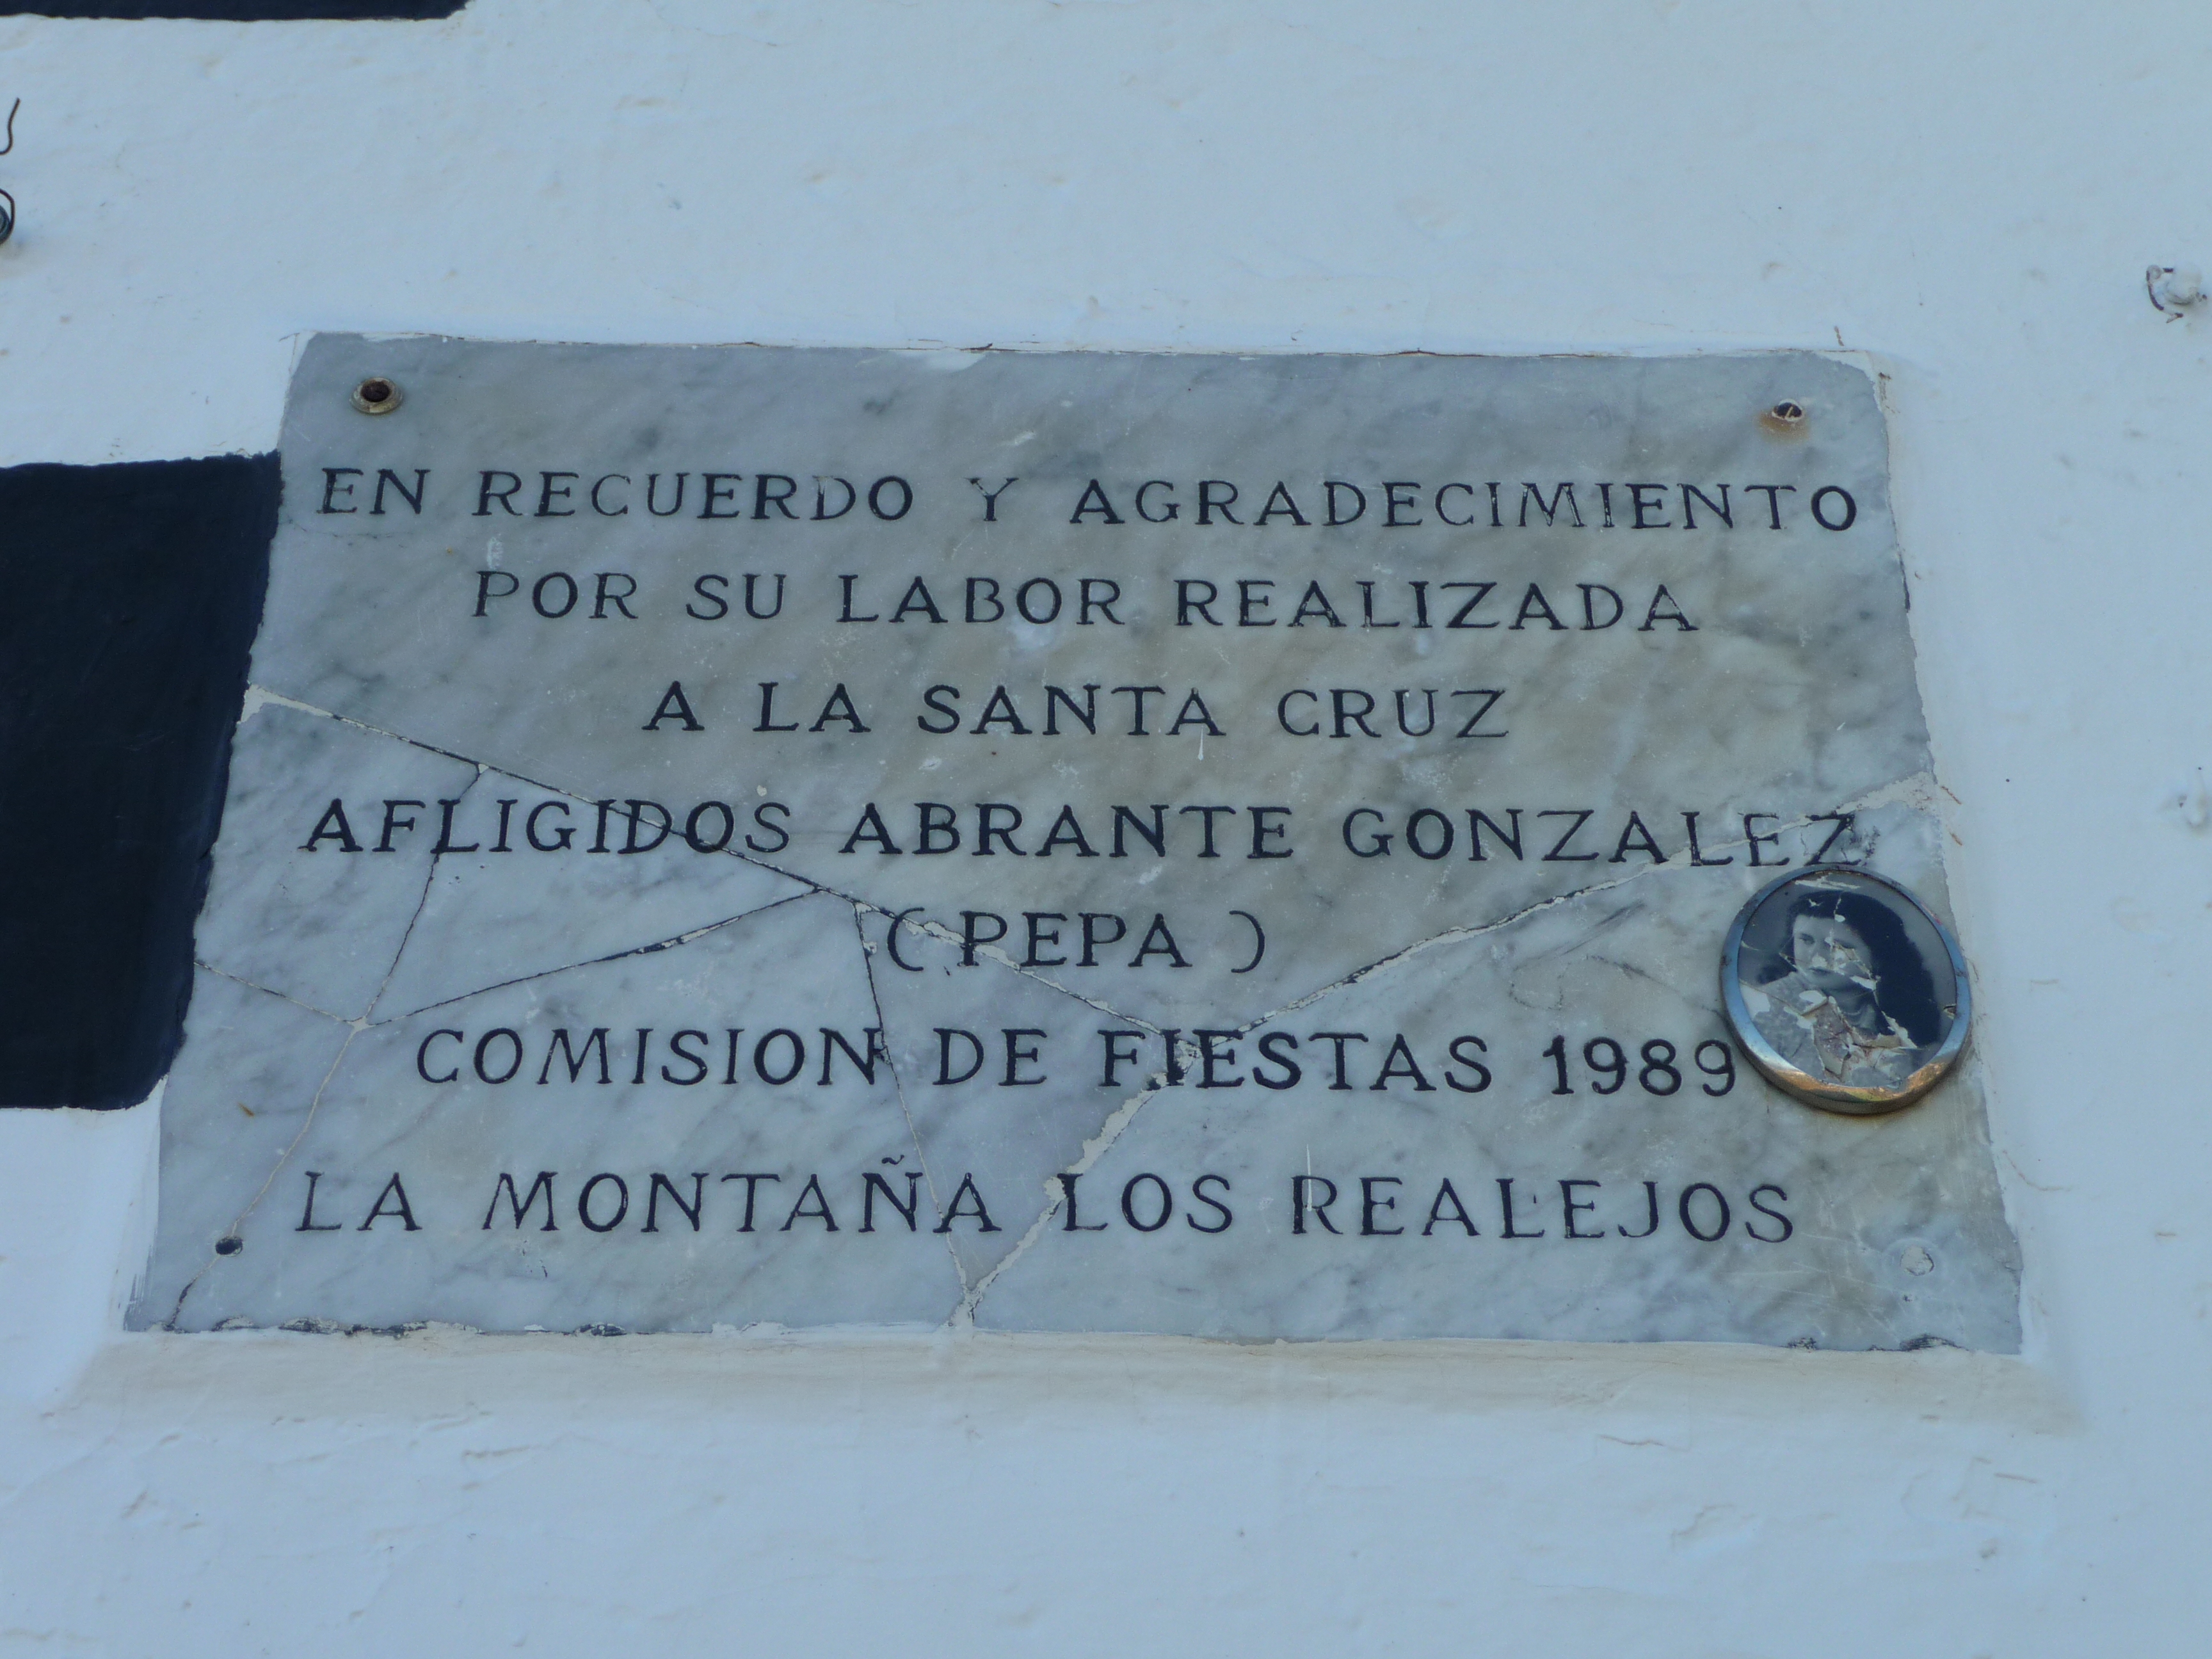 EN RECUERDO Y AGRADECIMIENTO
POR SU LABOR REALIZADA
A LA SANTA CRUZ
AFLIGIDOS ABRANTE GONZALEZ
( PEPA )
COMISION DE FIESTAS 1989
LA MONTAÑA LOS REALEJOS